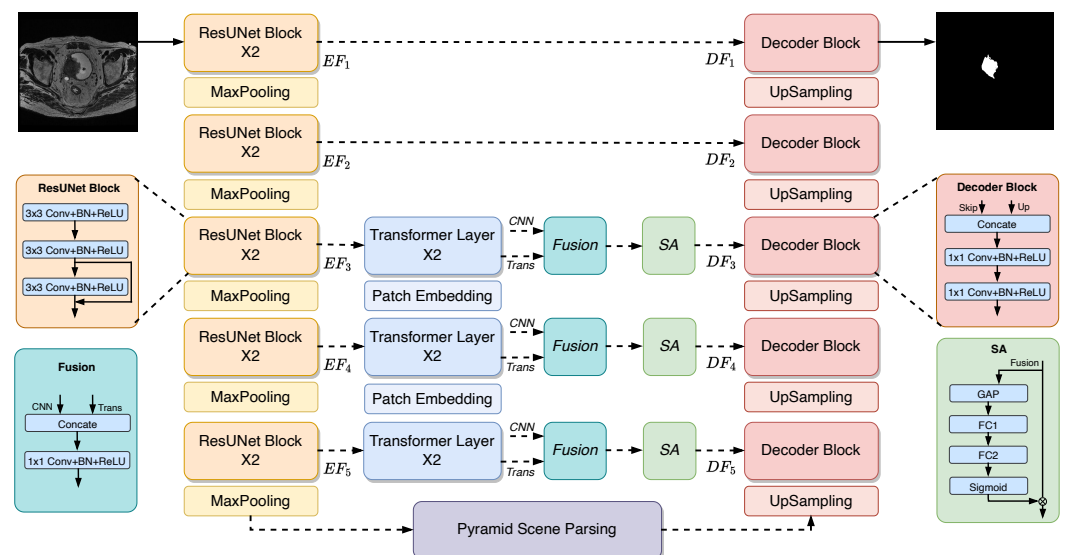 ResUNet Block
X2
EF1
DF1
Decoder Block
MaxPooling
UpSampling
ResUNet Block
X2
EF2
DF2
Decoder Block
MaxPooling
UpSampling
ResUNet Block
X2
EF3
Transformer Layer
X2
CNN
Trans
Fusion
SA
DF3
Decoder Block
MaxPooling
Patch Embedding
UpSampling
ResUNet Block
X2
EF4
Transformer Layer
X2
CNN
Trans
Fusion
SA
DF4
Decoder Block
MaxPooling
Patch Embedding
UpSampling
ResUNet Block
X2
EF5
Transformer Layer
X2
CNN
Trans
Fusion
SA
DF5
Decoder Block
MaxPooling
Pyramid Scene Parsing
UpSampling
ResUNet Block
3x3 Conv+BN+ReLU
3x3 Conv+BN+ReLU
3x3 Conv+BN+ReLU
Fusion
CNN Trans
Concate
1x1 Conv+BN+ReLU
Decoder Block
Skip Up
Concate
1x1 Conv+BN+ReLU
1x1 Conv+BN+ReLU
SA
Fusion
GAP
FC1
FC2
Sigmoid